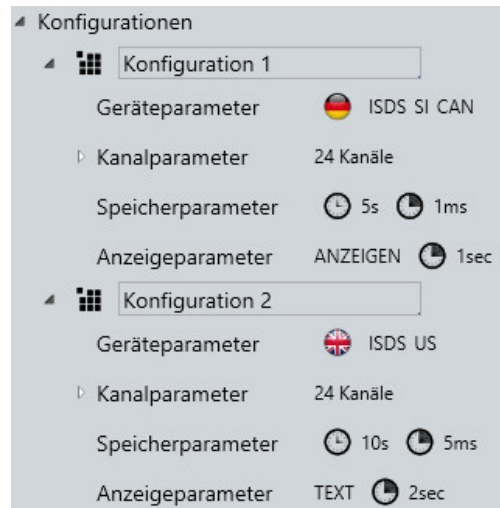 Konfigurationen
Konfiguration 1
Geräteparameter ISDS SI CAN
Kanalparameter 24 Kanäle
Speicherparameter 5s 1ms
Anzeigeparameter ANZEIGEN 1sec
Konfiguration 2
Geräteparameter ISDS US
Kanalparameter 24 Kanäle
Speicherparameter 10s 5ms
Anzeigeparameter TEXT 2sec